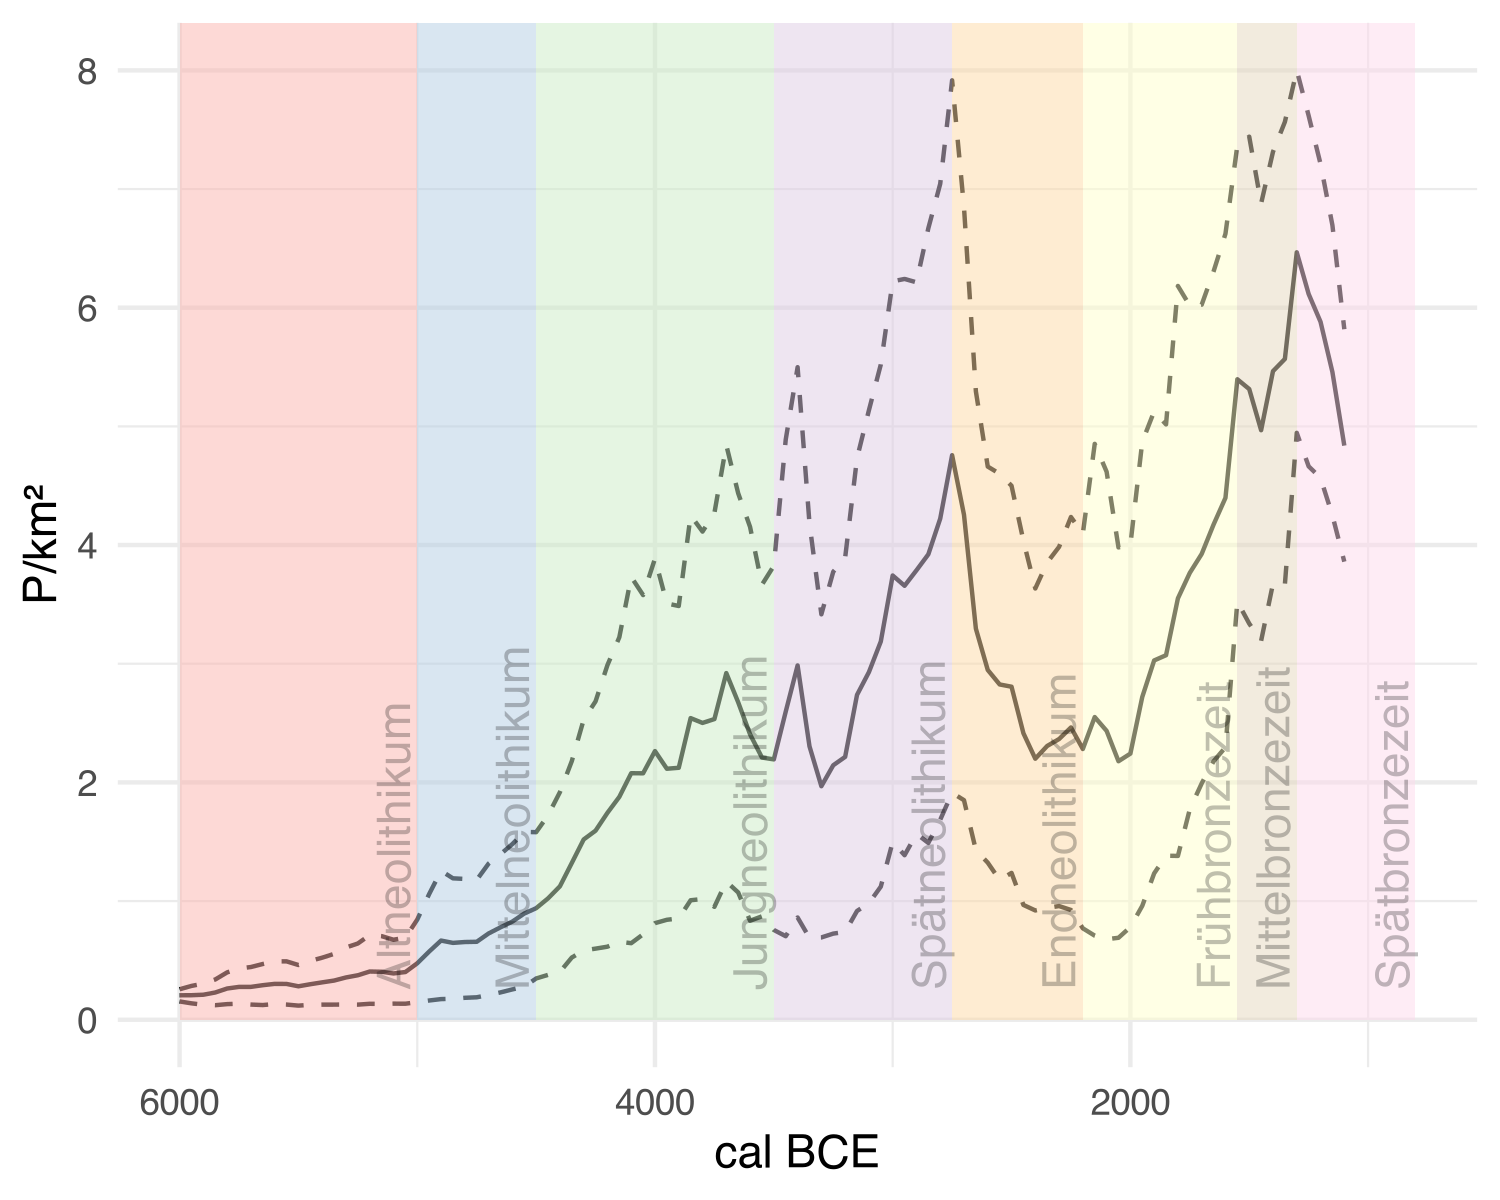 8
6
4
2
0
P/km²
Altneolithikum
Mittelneolithikum
Jungneolithikum
Spätneolithikum
Endneolithikum
Frühbronzezeit
Mittelbronzezeit
Spätbronzezeit
6000
4000
2000
cal BCE